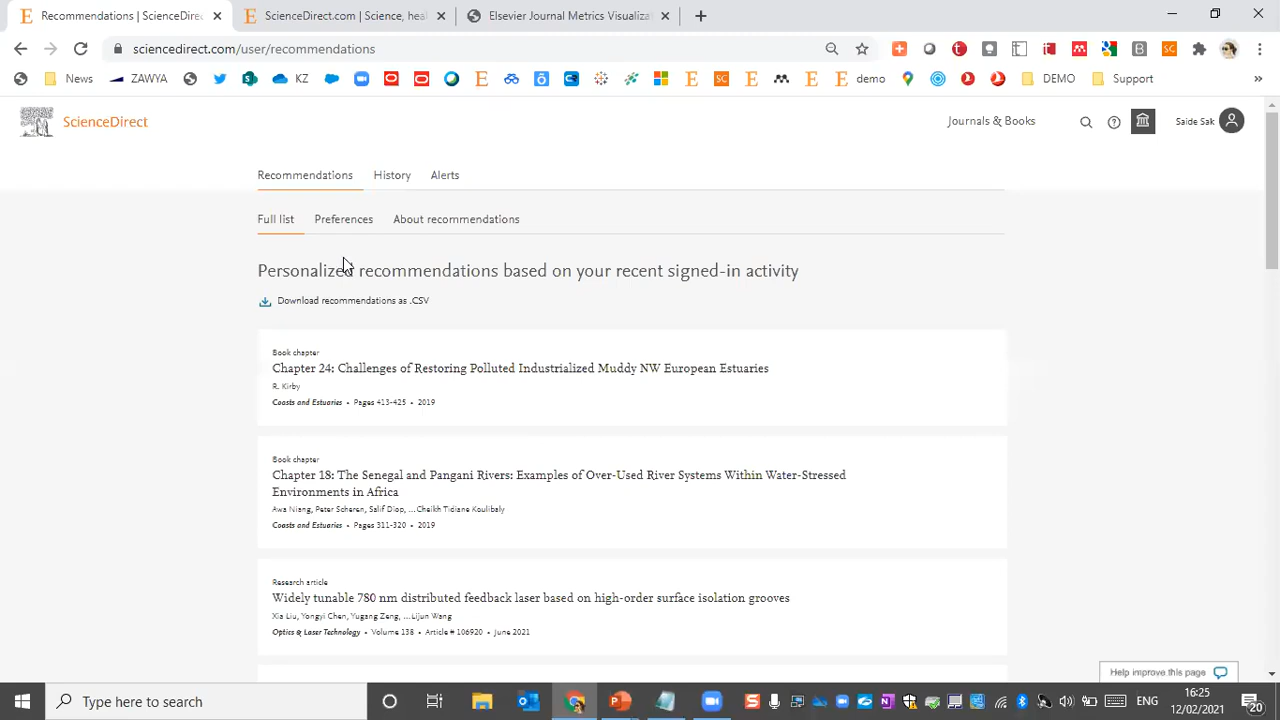 Recommendations | ScienceDirec
ScienceDirect.com | Science, heal
Elsevier Journal Metrics Visualizat
sciencedirect.com/user/recommendations
News
ZAWYA
KZ
demo
DEMO
Support
ScienceDirect
Journals & Books
Saide Sak
Recommendations
History
Alerts
Full list
Preferences
About recommendations
Personalized recommendations based on your recent signed-in activity
Download recommendations as .CSV
Book chapter
Chapter 24: Challenges of Restoring Polluted Industrialized Muddy NW European Estuaries
R. Kirby
Coasts and Estuaries • Pages 413-425 • 2019
Book chapter
Chapter 18: The Senegal and Pangani Rivers: Examples of Over-Used River Systems Within Water-Stressed
Environments in Africa
Awa Niang, Peter Scheren, Salif Diop, ...Cheikh Tidiane Koulibaly
Coasts and Estuaries • Pages 311-320 • 2019
Research article
Widely tunable 780 nm distributed feedback laser based on high-order surface isolation grooves
Xia Liu, Yongyi Chen, Yugang Zeng, ...Lijun Wang
Optics & Laser Technology • Volume 138 • Article # 106920 • June 2021
Help improve this page
Type here to search
ENG
16:25
12/02/2021
20